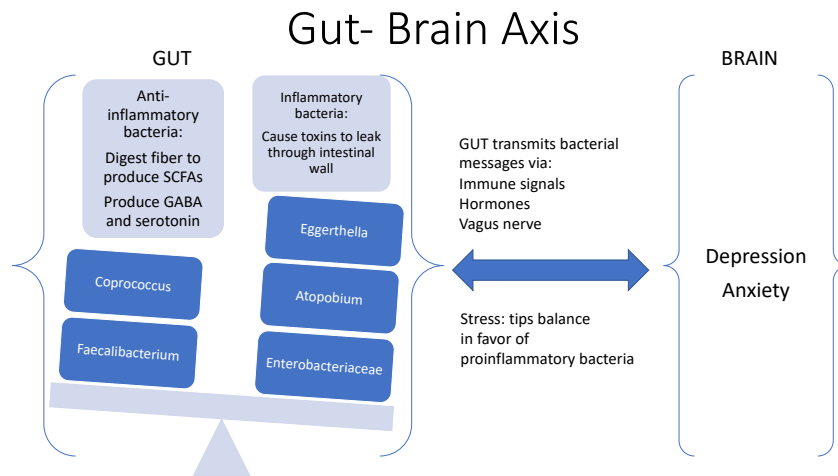 Gut- Brain Axis
GUT
Anti-
inflammatory
bacteria:
Digest fiber to
produce SCFAs
Produce GABA
and serotonin
Inflammatory
bacteria:
Cause toxins to leak
through intestinal
wall
Coprococcus
Faecalibacterium
Eggerthella
Atopobium
Enterobacteriaceae
GUT transmits bacterial
messages via:
Immune signals
Hormones
Vagus nerve
Stress: tips balance
in favor of
proinflammatory bacteria
BRAIN
Depression
Anxiety